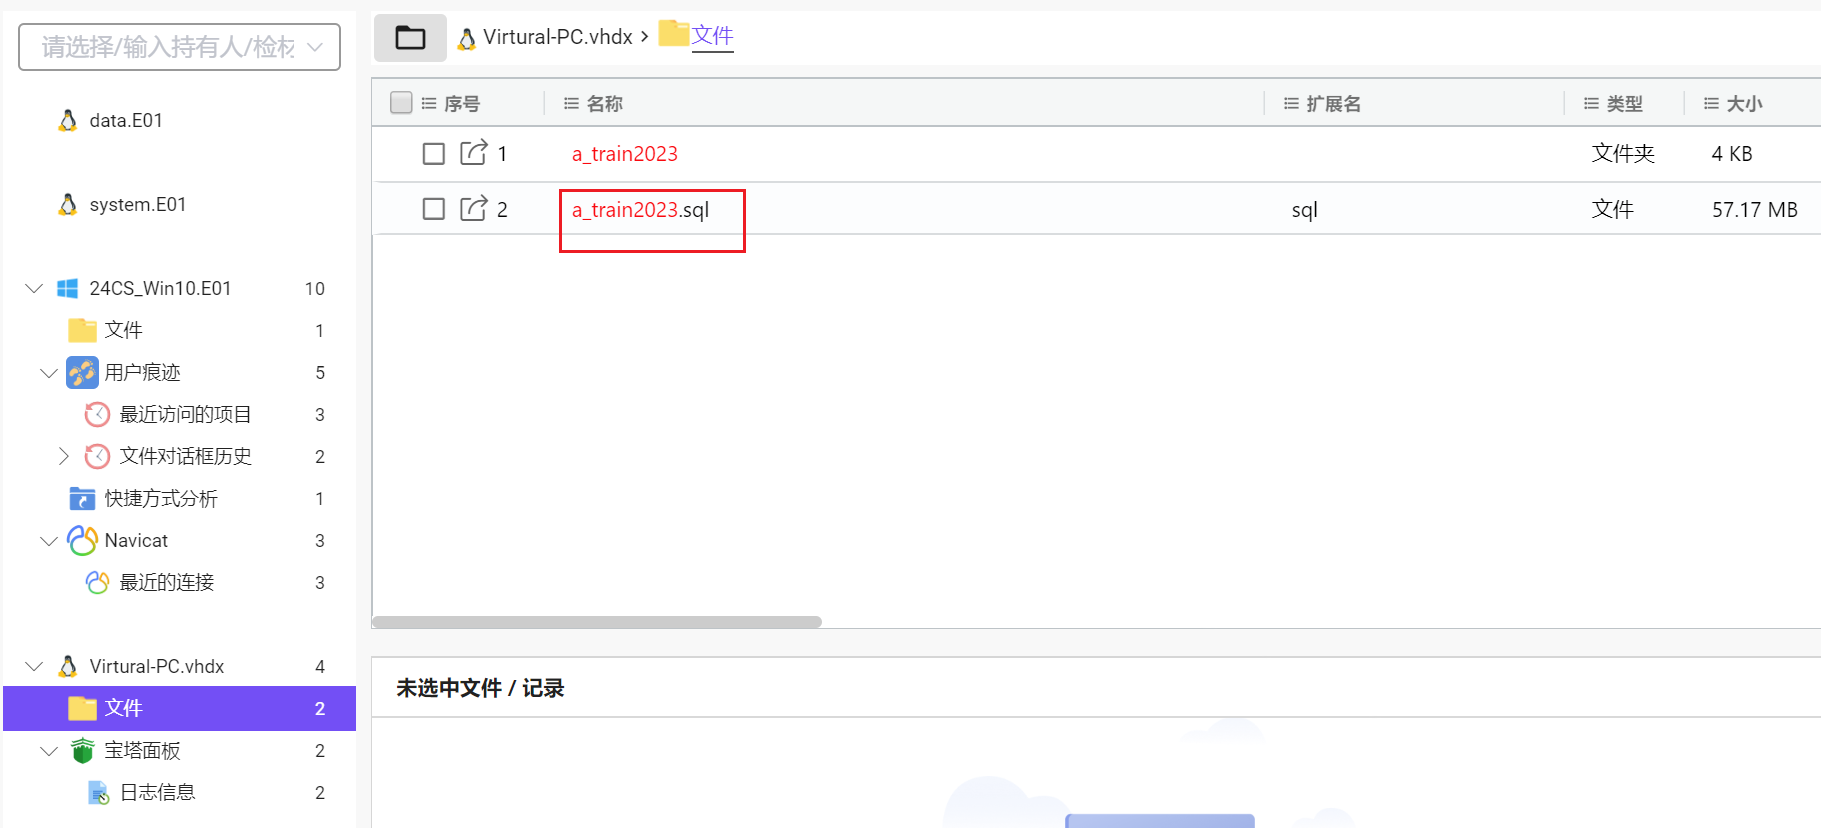 请选择/输入持有人/检材
data.E01
system.E01
24CS_Win10.E01 10
文件 1
用户痕迹 5
最近访问的项目 3
文件对话框历史 2
快捷方式分析 1
Navicat 3
最近的连接 3
Virtural-PC.vhdx 4
文件 2
宝塔面板 2
日志信息 2
Virtural-PC.vhdx > 文件
序号 名称 扩展名 类型 大小
1 a_train2023 文件夹 4 KB
2 a_train2023.sql sql 文件 57.17 MB
未选中文件 / 记录